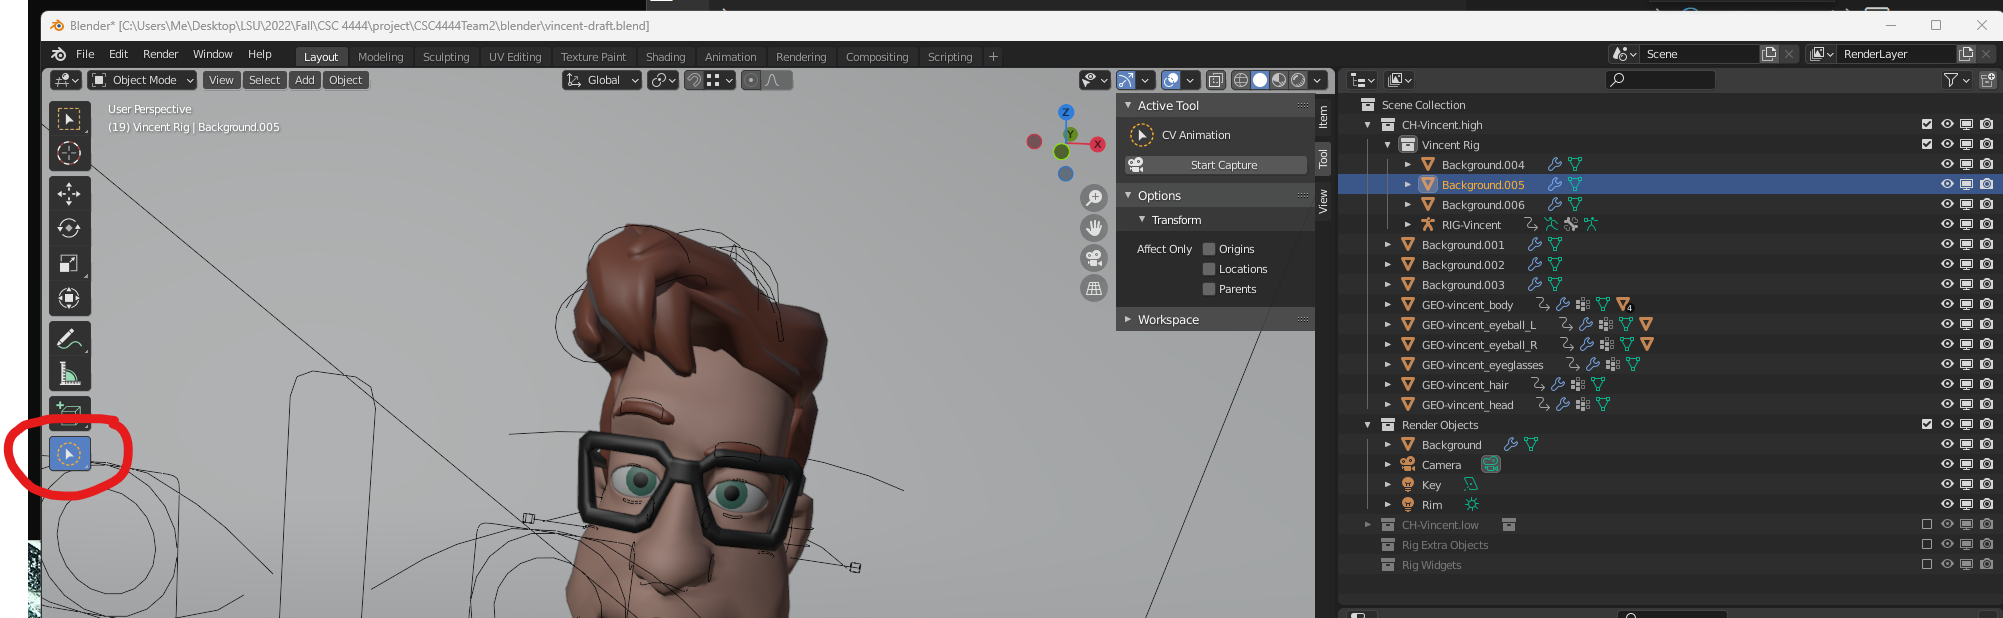 Blender* [C:\Users\Me\Desktop\LSU\2022\Fall\CSC 4444\project\CSC4444Team2\blender\vincent-draft.blend]
File Edit Render Window Help Layout Modeling Sculpting UV Editing Texture Paint Shading Animation Rendering Compositing Scripting + Scene RenderLayer
Object Mode View Select Add Object Global
User Perspective
(19) Vincent Rig | Background.005
Z
Y
X
Active Tool
CV Animation
Start Capture
Options
Transform
Affect Only Origins
Locations
Parents
Workspace
Item
Tool
View
Scene Collection
CH-Vincent.high
Vincent Rig
Background.004
Background.005
Background.006
RIG-Vincent
Background.001
Background.002
Background.003
GEO-vincent_body 4
GEO-vincent_eyeball_L
GEO-vincent_eyeball_R
GEO-vincent_eyeglasses
GEO-vincent_hair
GEO-vincent_head
Render Objects
Background
Camera
Key
Rim
CH-Vincent.low
Rig Extra Objects
Rig Widgets